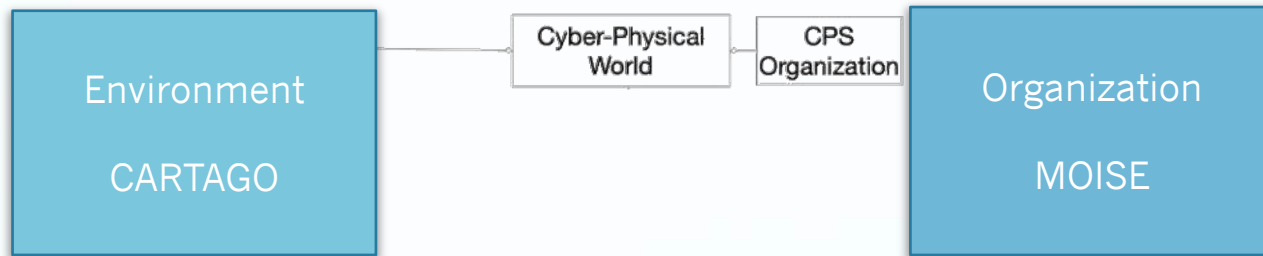 Environment
CARTAGO
Cyber-Physical
World
CPS
Organization
Organization
MOISE